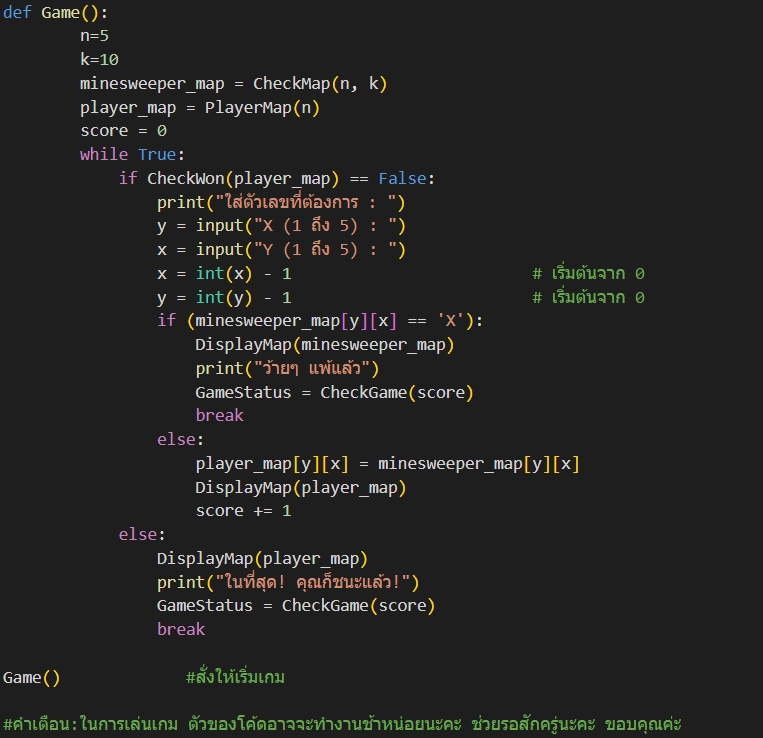 def Game():
        n=5
        k=10
        minesweeper_map = CheckMap(n, k)
        player_map = PlayerMap(n)
        score = 0
        while True:
            if CheckWon(player_map) == False:
                print("ใส่ตัวเลขที่ต้องการ : ")
                y = input("X (1 ถึง 5) : ")
                x = input("Y (1 ถึง 5) : ")
                x = int(x) - 1                         # เริ่มต้นจาก 0
                y = int(y) - 1                         # เริ่มต้นจาก 0
                if (minesweeper_map[y][x] == 'X'):
                    DisplayMap(minesweeper_map)
                    print("ว้ายๆ แพ้แล้ว")
                    GameStatus = CheckGame(score)
                    break
                else:
                    player_map[y][x] = minesweeper_map[y][x]
                    DisplayMap(player_map)
                    score += 1
            else:
                DisplayMap(player_map)
                print("ในที่สุด! คุณก็ชนะแล้ว!")
                GameStatus = CheckGame(score)
                break
Game()             #สั่งให้เริ่มเกม
#คำเตือน:ในการเล่นเกม ตัวของโค้ดอาจจะทำงานช้าหน่อยนะคะ ช่วยรอสักครู่นะคะ ขอบคุณค่ะ